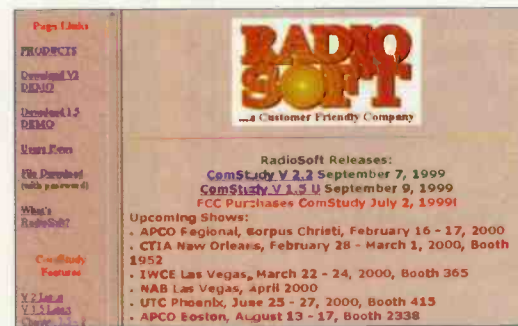 Page Links
PRODUCTS
Download V2
DEMO
Download 1.5
DEMO
Users News
File Download
(with password)
What's
RadioSoft?
ComStudy
Features
RADIO
SOFT
...a Customer Friendly Company
RadioSoft Releases:
ComStudy V 2.2 September 7, 1999
ComStudy V 1.5 U September 9, 1999
FCC Purchases ComStudy July 2, 1999!
Upcoming Shows:
. APCO Regional, Corpus Christi, February 16 - 17, 2000
. CTIA New Orleans, February 28 - March 1, 2000, Booth
1952
. IWCE Las Vegas, March 22 - 24, 2000, Booth 365
. NAB Las Vegas, April 2000
. UTC Phoenix, June 25 - 27, 2000, Booth 415
. APCO Boston, August 13 - 17, Booth 2338